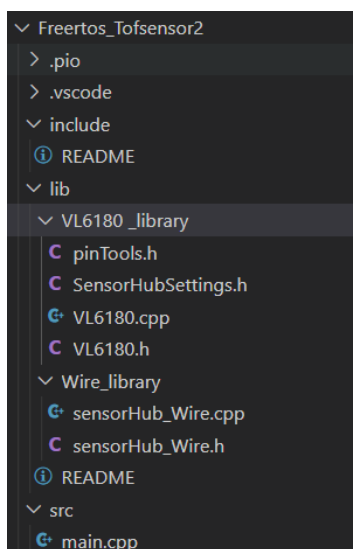 Freertos_Tofsensor2
.pio
.vscode
include
README
lib
VL6180 _library
C pinTools.h
C SensorHubSettings.h
VL6180.cpp
C VL6180.h
Wire_library
sensorHub_Wire.cpp
C sensorHub_Wire.h
README
src
main.cpp